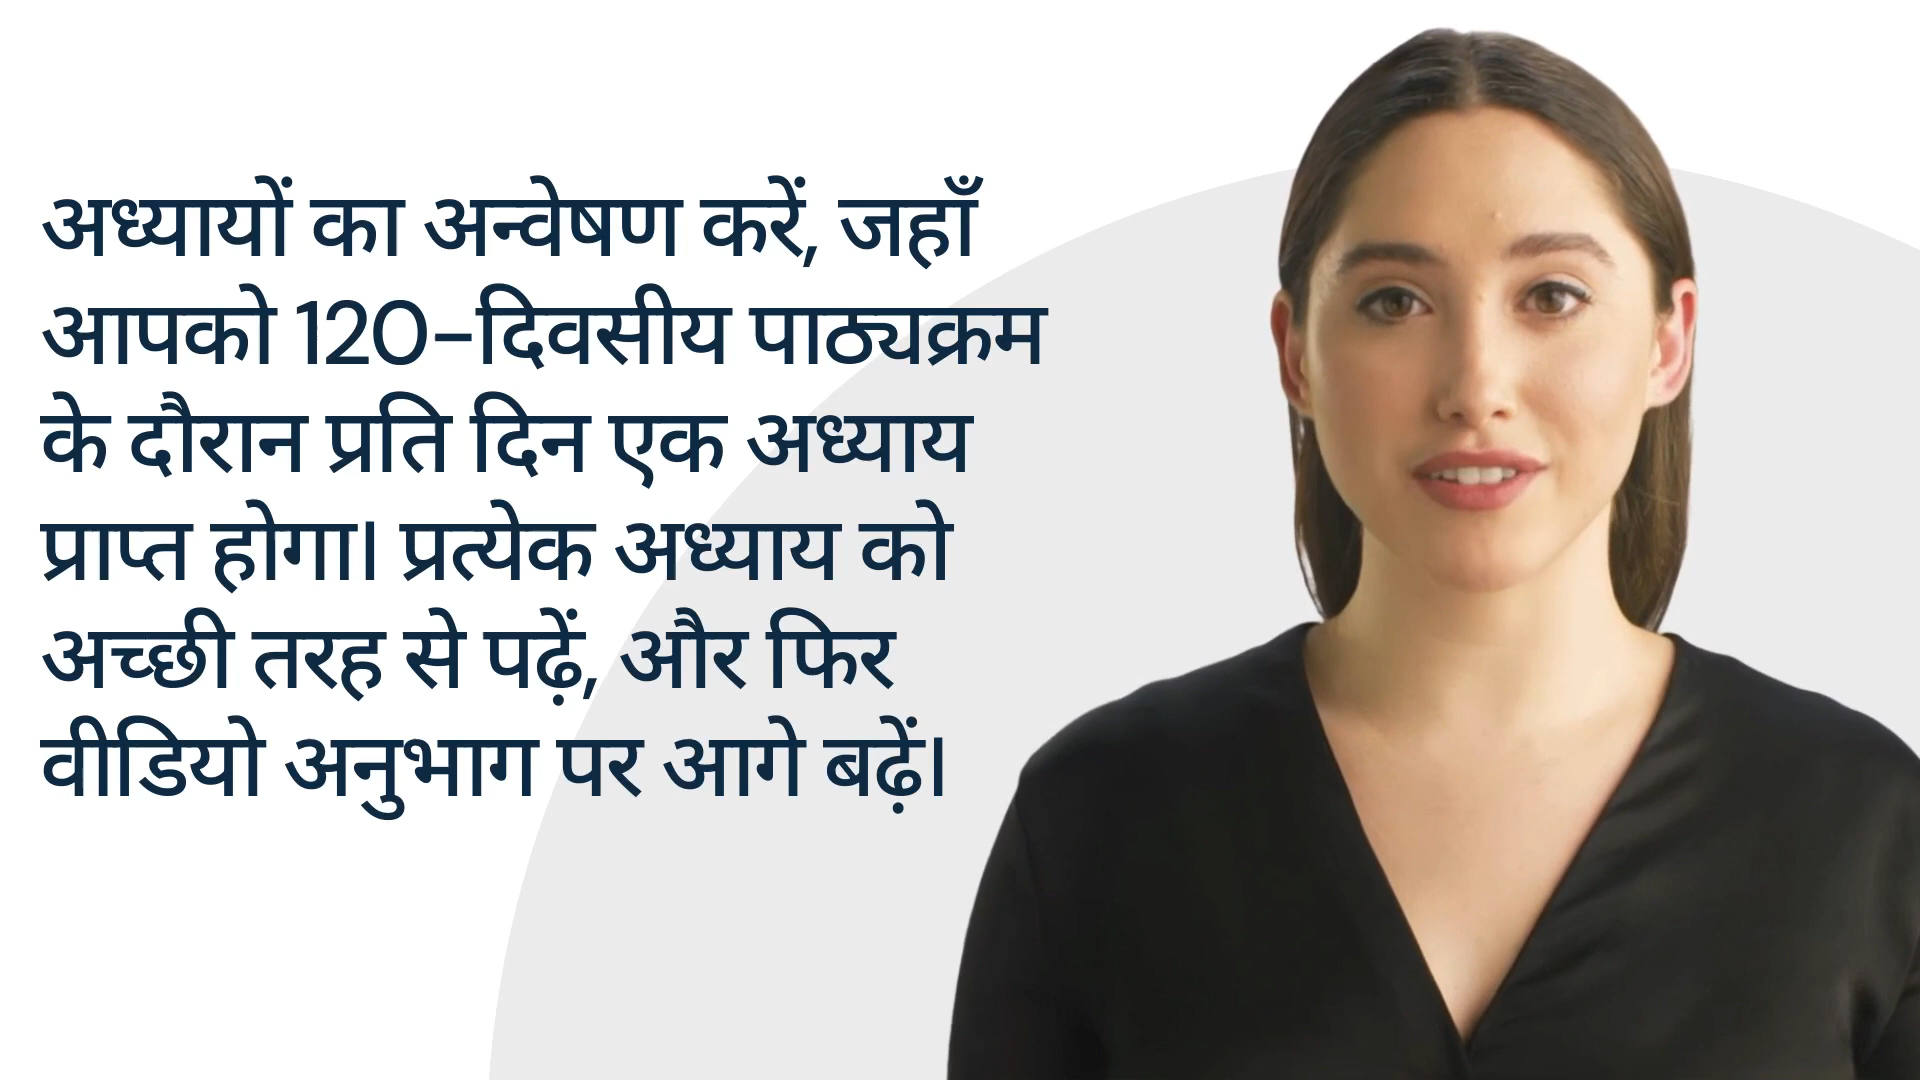 अध्यायों का अन्वेषण करें, जहाँ
आपको 120-दिवसीय पाठ्यक्रम
के दौरान प्रति दिन एक अध्याय
प्राप्त होगा। प्रत्येक अध्याय को
अच्छी तरह से पढ़ें, और फिर
वीडियो अनुभाग पर आगे बढ़ें।